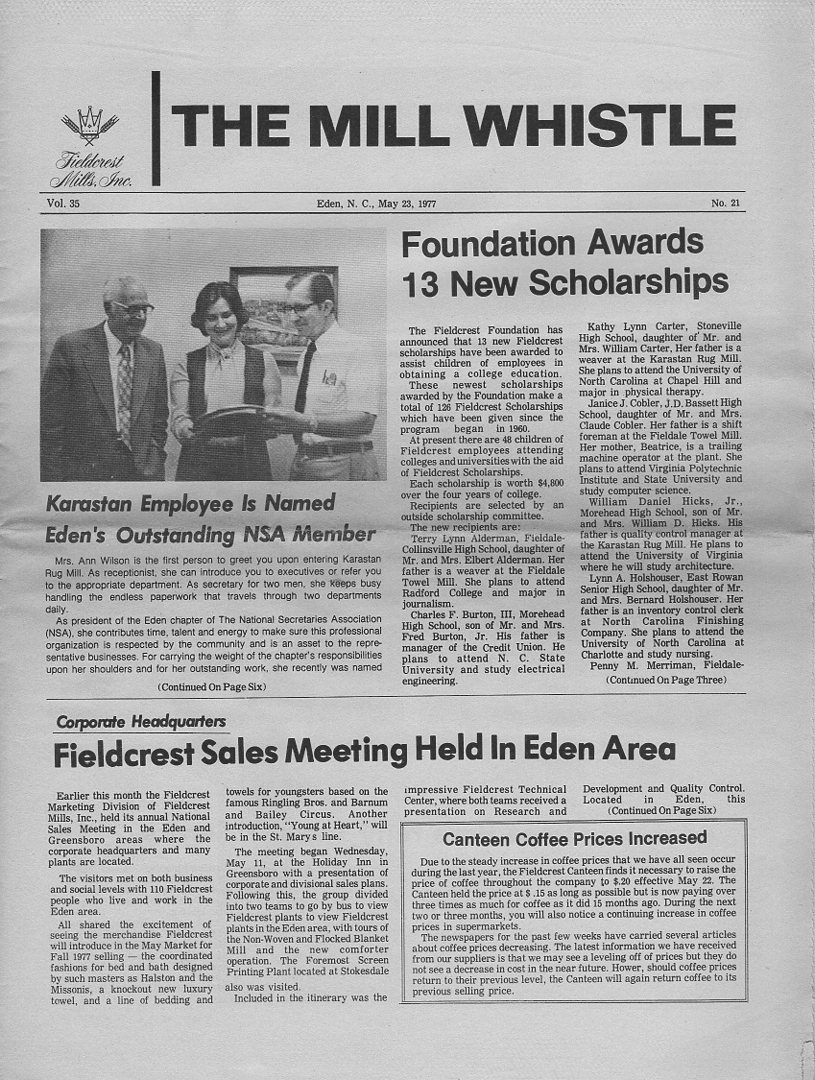 Fieldcrest
Mills, Inc.
THE MILL WHISTLE
Vol. 35
Eden, N. C., May 23, 1977
No. 21
Karastan Employee Is Named
Eden's Outstanding NSA Member
Mrs. Ann Wilson is the first person to greet you upon entering Karastan
Rug Mill. As receptionist, she can introduce you to executives or refer you
to the appropriate department. As secretary for two men, she keeps busy
handling the endless paperwork that travels through two departments
daily.
As president of the Eden chapter of The National Secretaries Association
(NSA), she contributes time, talent and energy to make sure this professional
organization is respected by the community and is an asset to the repre-
sentative businesses. For carrying the weight of the chapter's responsibilities
upon her shoulders and for her outstanding work, she recently was named
(Continued On Page Six)
Foundation Awards
13 New Scholarships
The Fieldcrest Foundation has
announced that 13 new Fieldcrest
scholarships have been awarded to
assist children of employees in
obtaining a college education.
These newest scholarships
awarded by the Foundation make a
total of 126 Fieldcrest Scholarships
which have been given since the
program began in 1960.
At present there are 48 children of
Fieldcrest employees attending
colleges and universities with the aid
of Fieldcrest Scholarships.
Each scholarship is worth $4,800
over the four years of college.
Recipients are selected by an
outside scholarship committee.
The new recipients are:
Terry Lynn Alderman, Fieldale-
Collinsville High School, daughter of
Mr. and Mrs. Elbert Alderman. Her
father is a weaver at the Fieldale
Towel Mill. She plans to attend
Radford College and major in
journalism.
Charles F. Burton, III, Morehead
High School, son of Mr. and Mrs.
Fred Burton, Jr. His father is
manager of the Credit Union. He
plans to attend N. C. State
University and study electrical
engineering.
Kathy Lynn Carter, Stoneville
High School, daughter of Mr. and
Mrs. William Carter, Her father is a
weaver at the Karastan Rug Mill.
She plans to attend the University of
North Carolina at Chapel Hill and
major in physical therapy.
Janice J. Cobler, J.D. Bassett High
School, daughter of Mr. and Mrs.
Claude Cobler. Her father is a shift
foreman at the Fieldale Towel Mill.
Her mother, Beatrice, is a trailing
machine operator at the plant. She
plans to attend Virginia Polytechnic
Institute and State University and
study computer science.
William Daniel Hicks, Jr.,
Morehead High School, son of Mr.
and Mrs. William D. Hicks. His
father is quality control manager at
the Karastan Rug Mill. He plans to
attend the University of Virginia
where he will study architecture.
Lynn A. Holshouser, East Rowan
Senior High School, daughter of Mr.
and Mrs. Bernard Holshouser. Her
father is an inventory control clerk
at North Carolina Finishing
Company. She plans to attend the
University of North Carolina at
Charlotte and study nursing.
Penny M. Merriman, Fieldale-
(Continued On Page Three)
Corporate Headquarters
Fieldcrest Sales Meeting Held In Eden Area
Earlier this month the Fieldcrest
Marketing Division of Fieldcrest
Mills, Inc., held its annual National
Sales Meeting in the Eden and
Greensboro areas where the
corporate headquarters and many
plants are located.
The visitors met on both business
and social levels with 110 Fieldcrest
people who live and work in the
Eden area.
All shared the excitement of
seeing the merchandise Fieldcrest
will introduce in the May Market for
Fall 1977 selling — the coordinated
fashions for bed and bath designed
by such masters as Halston and the
Missonis, a knockout new luxury
towel, and a line of bedding and
towels for youngsters based on the
famous Ringling Bros. and Barnum
and Bailey Circus. Another
introduction, "Young at Heart," will
be in the St. Marys line.
The meeting began Wednesday,
May 11, at the Holiday Inn in
Greensboro with a presentation of
corporate and divisional sales plans.
Following this, the group divided
into two teams to go by bus to view
Fieldcrest plants to view Fieldcrest
plants in the Eden area, with tours of
the Non-Woven and Flocked Blanket
Mill and the new comforter
operation. The Foremost Screen
Printing Plant located at Stokesdale
also was visited.
Included in the itinerary was the
impressive Fieldcrest Technical
Center, where both teams received a
presentation on Research and
Development and Quality Control.
Located in Eden, this
(Continued On Page Six)
Canteen Coffee Prices Increased
Due to the steady increase in coffee prices that we have all seen occur
during the last year, the Fieldcrest Canteen finds it necessary to raise the
price of coffee throughout the company to $.20 effective May 22. The
Canteen held the price at $ .15 as long as possible but is now paying over
three times as much for coffee as it did 15 months ago. During the next
two or three months, you will also notice a continuing increase in coffee
prices in supermarkets.
The newspapers for the past few weeks have carried several articles
about coffee prices decreasing. The latest information we have received
from our suppliers is that we may see a leveling off of prices but they do
not see a decrease in cost in the near future. Hower, should coffee prices
return to their previous level, the Canteen will again return coffee to its
previous selling price.